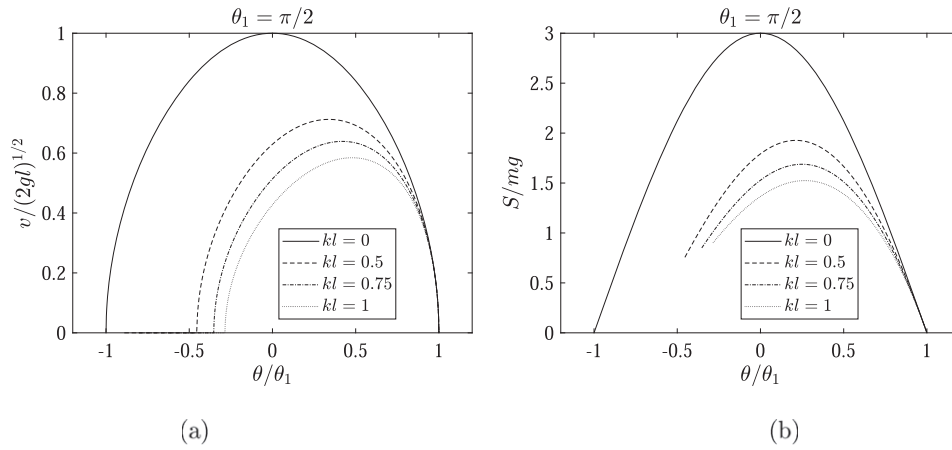 θ₁ = π/2
v/(2gl)^{1/2}
1
0.8
0.6
0.4
0.2
0
kl = 0
kl = 0.5
kl = 0.75
kl = 1
-1 -0.5 0 0.5 1
θ/θ₁
(a)
θ₁ = π/2
S/mg
3
2.5
2
1.5
1
0.5
0
kl = 0
kl = 0.5
kl = 0.75
kl = 1
-1 -0.5 0 0.5 1
θ/θ₁
(b)